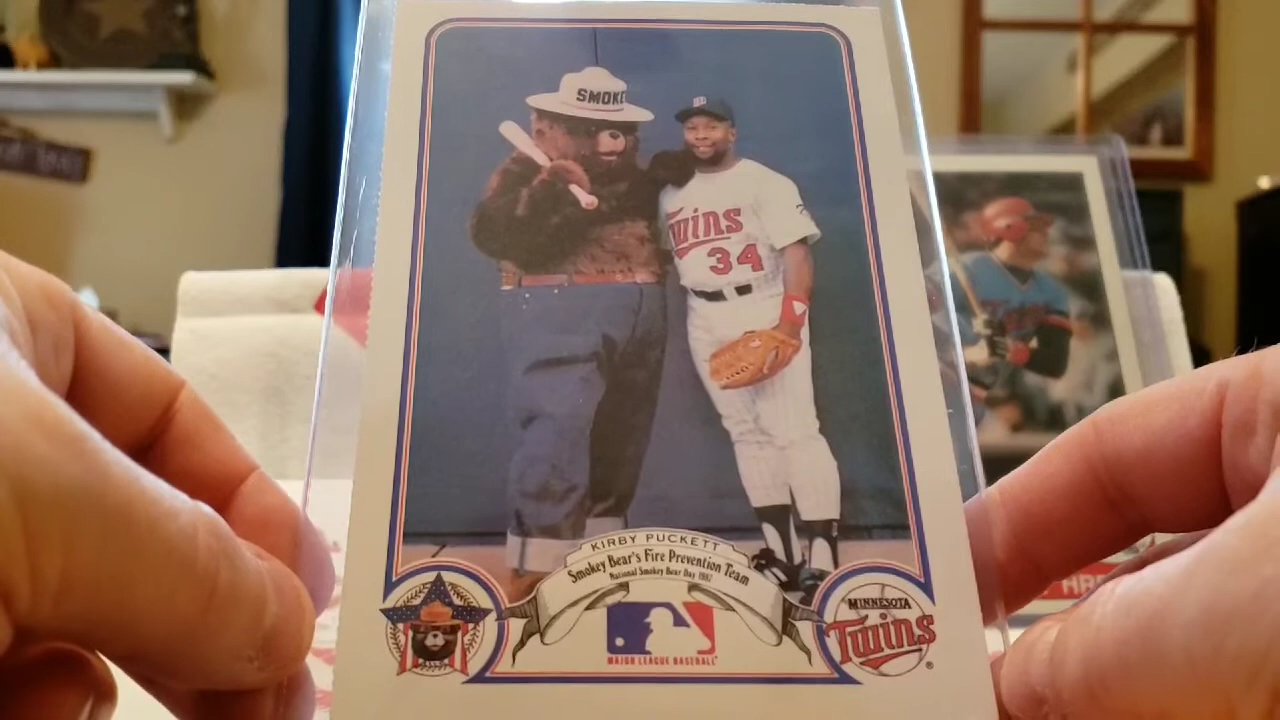 SMOKE
Twins
34
KIRBY PUCKETT
Smokey Bear's Fire Prevention Team
National Smokey Bear Day 1987
MAJOR LEAGUE BASEBALL
MINNESOTA
Twins